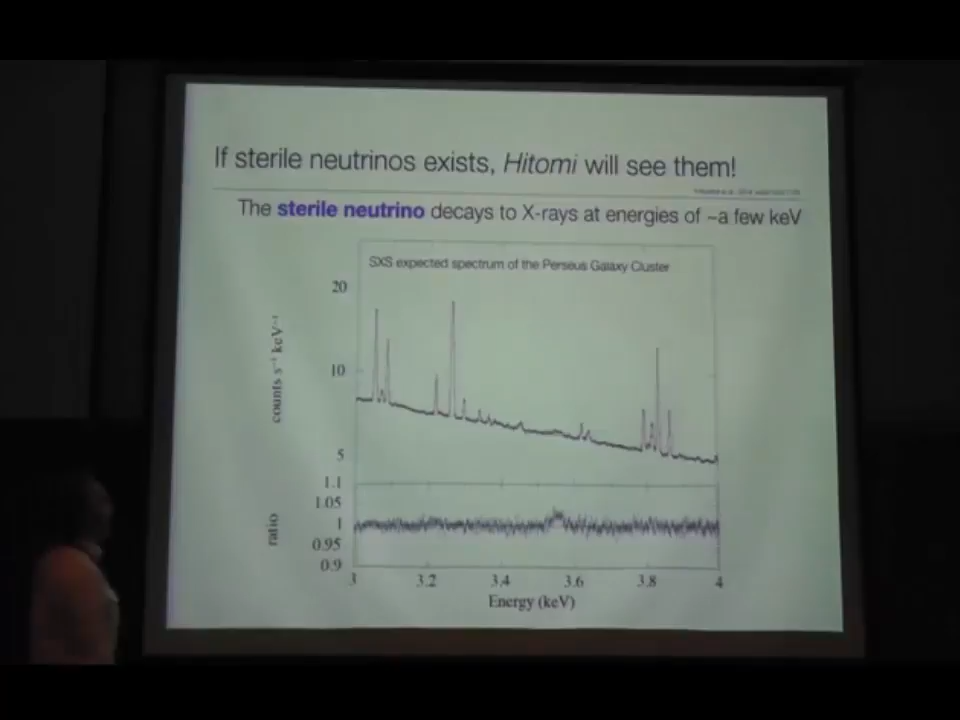 If sterile neutrinos exists, Hitomi will see them!
The sterile neutrino decays to X-rays at energies of ~a few keV
SXS expected spectrum of the Perseus Galaxy Cluster
20
10
5
counts s⁻¹ keV⁻¹
1.1
1.05
1
0.95
0.9
ratio
3 3.2 3.4 3.6 3.8 4
Energy (keV)